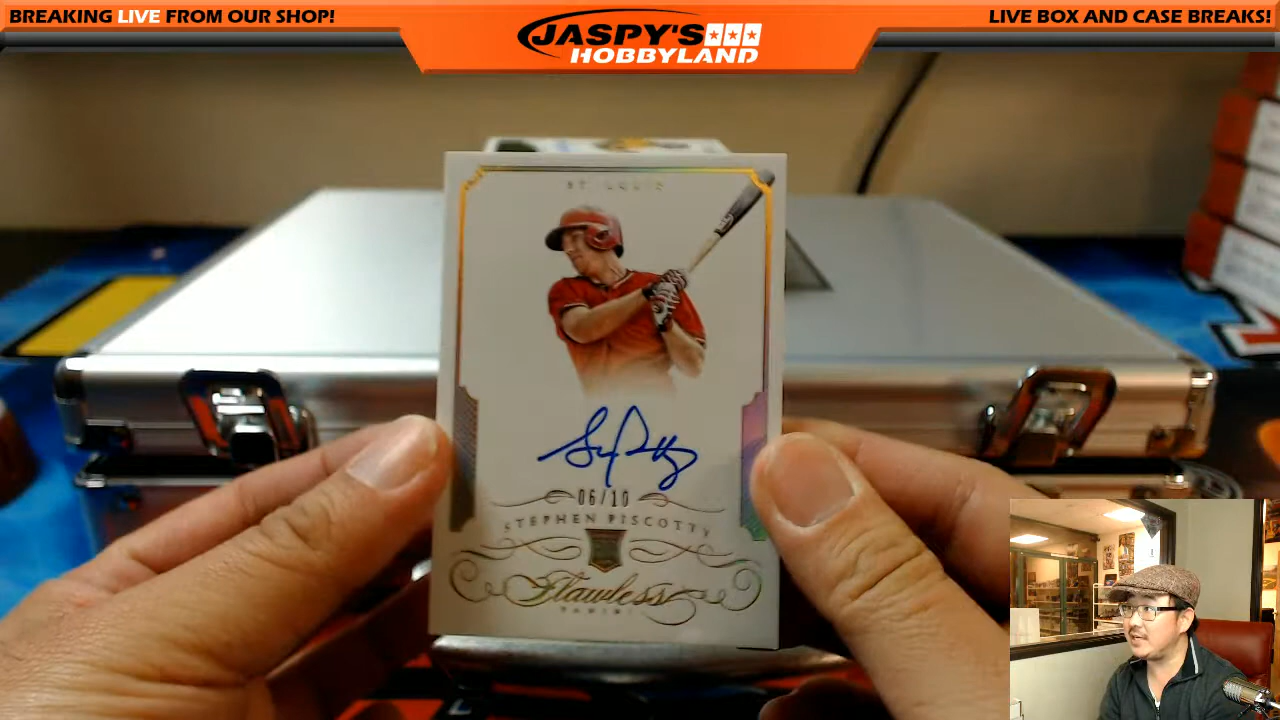 BREAKING LIVE FROM OUR SHOP!
JASPY'S
HOBBYLAND
LIVE BOX AND CASE BREAKS!
ST. LOUIS
06/10
STEPHEN PISCOTTY
Flawless
PANINI